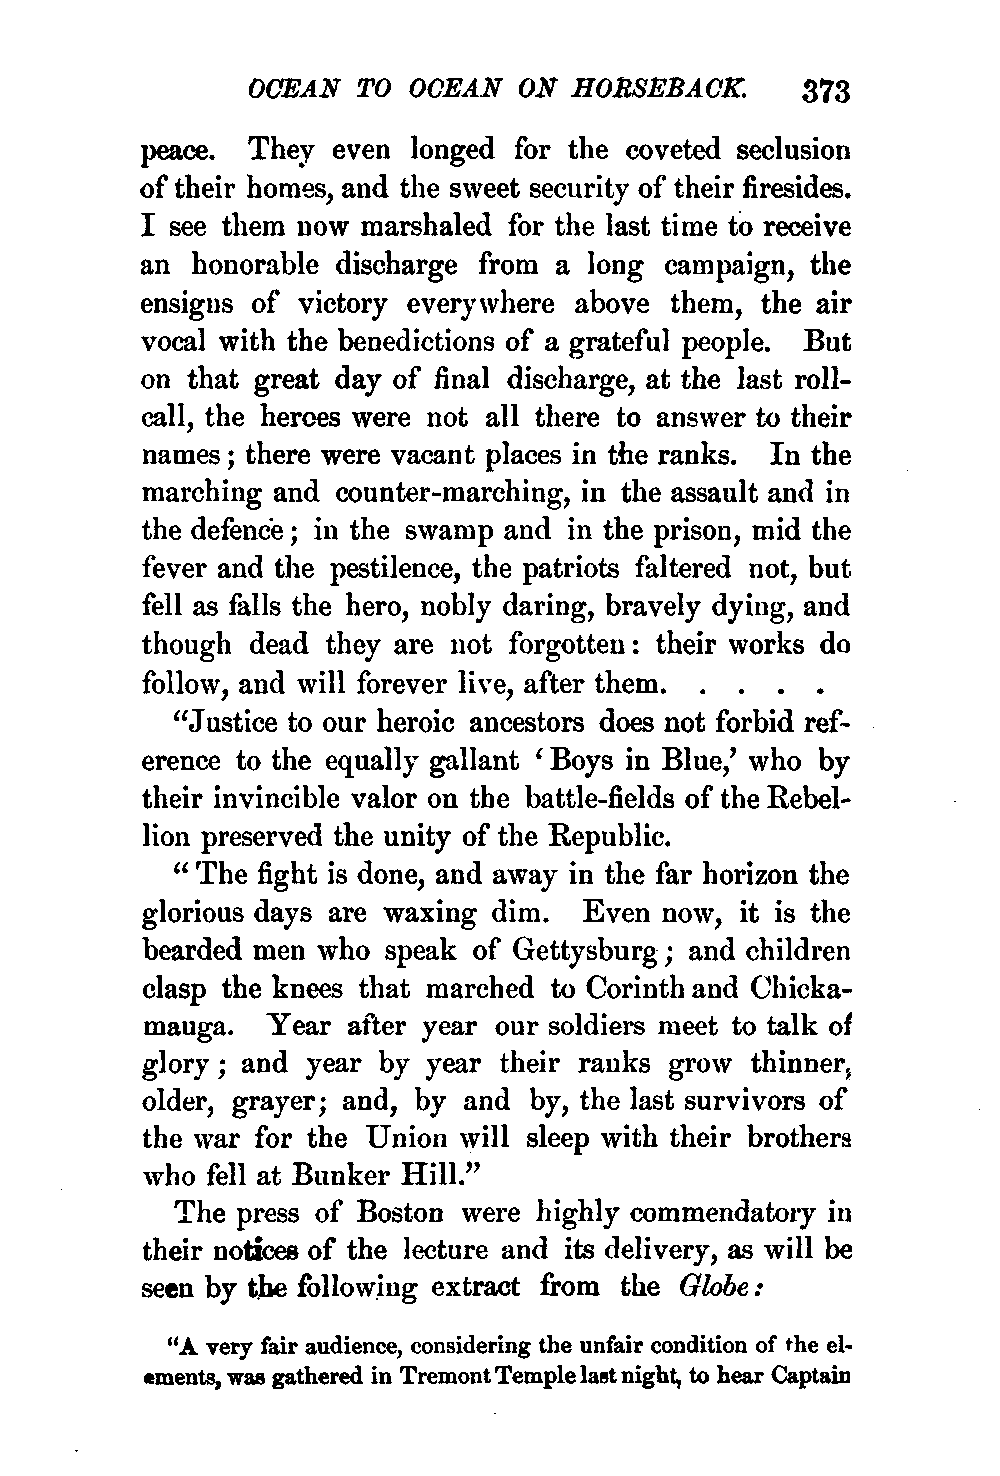 OCEAN TO OCEAN ON HORSEBACK. 373
peace. They even longed for the coveted seclusion
of their homes, and the sweet security of their firesides.
I see them now marshaled for the last time to receive
an honorable discharge from a long campaign, the
ensigns of victory everywhere above them, the air
vocal with the benedictions of a grateful people. But
on that great day of final discharge, at the last roll-
call, the heroes were not all there to answer to their
names; there were vacant places in the ranks. In the
marching and counter-marching, in the assault and in
the defence; in the swamp and in the prison, mid the
fever and the pestilence, the patriots faltered not, but
fell as falls the hero, nobly daring, bravely dying, and
though dead they are not forgotten: their works do
follow, and will forever live, after them. . . . . .
"Justice to our heroic ancestors does not forbid ref-
erence to the equally gallant 'Boys in Blue,' who by
their invincible valor on the battle-fields of the Rebel-
lion preserved the unity of the Republic.
"The fight is done, and away in the far horizon the
glorious days are waxing dim. Even now, it is the
bearded men who speak of Gettysburg; and children
clasp the knees that marched to Corinth and Chicka-
mauga. Year after year our soldiers meet to talk of
glory; and year by year their ranks grow thinner,
older, grayer; and, by and by, the last survivors of
the war for the Union will sleep with their brothers
who fell at Bunker Hill."
The press of Boston were highly commendatory in
their notices of the lecture and its delivery, as will be
seen by the following extract from the Globe:
"A very fair audience, considering the unfair condition of the el-
ements, was gathered in Tremont Temple last night, to hear Captain